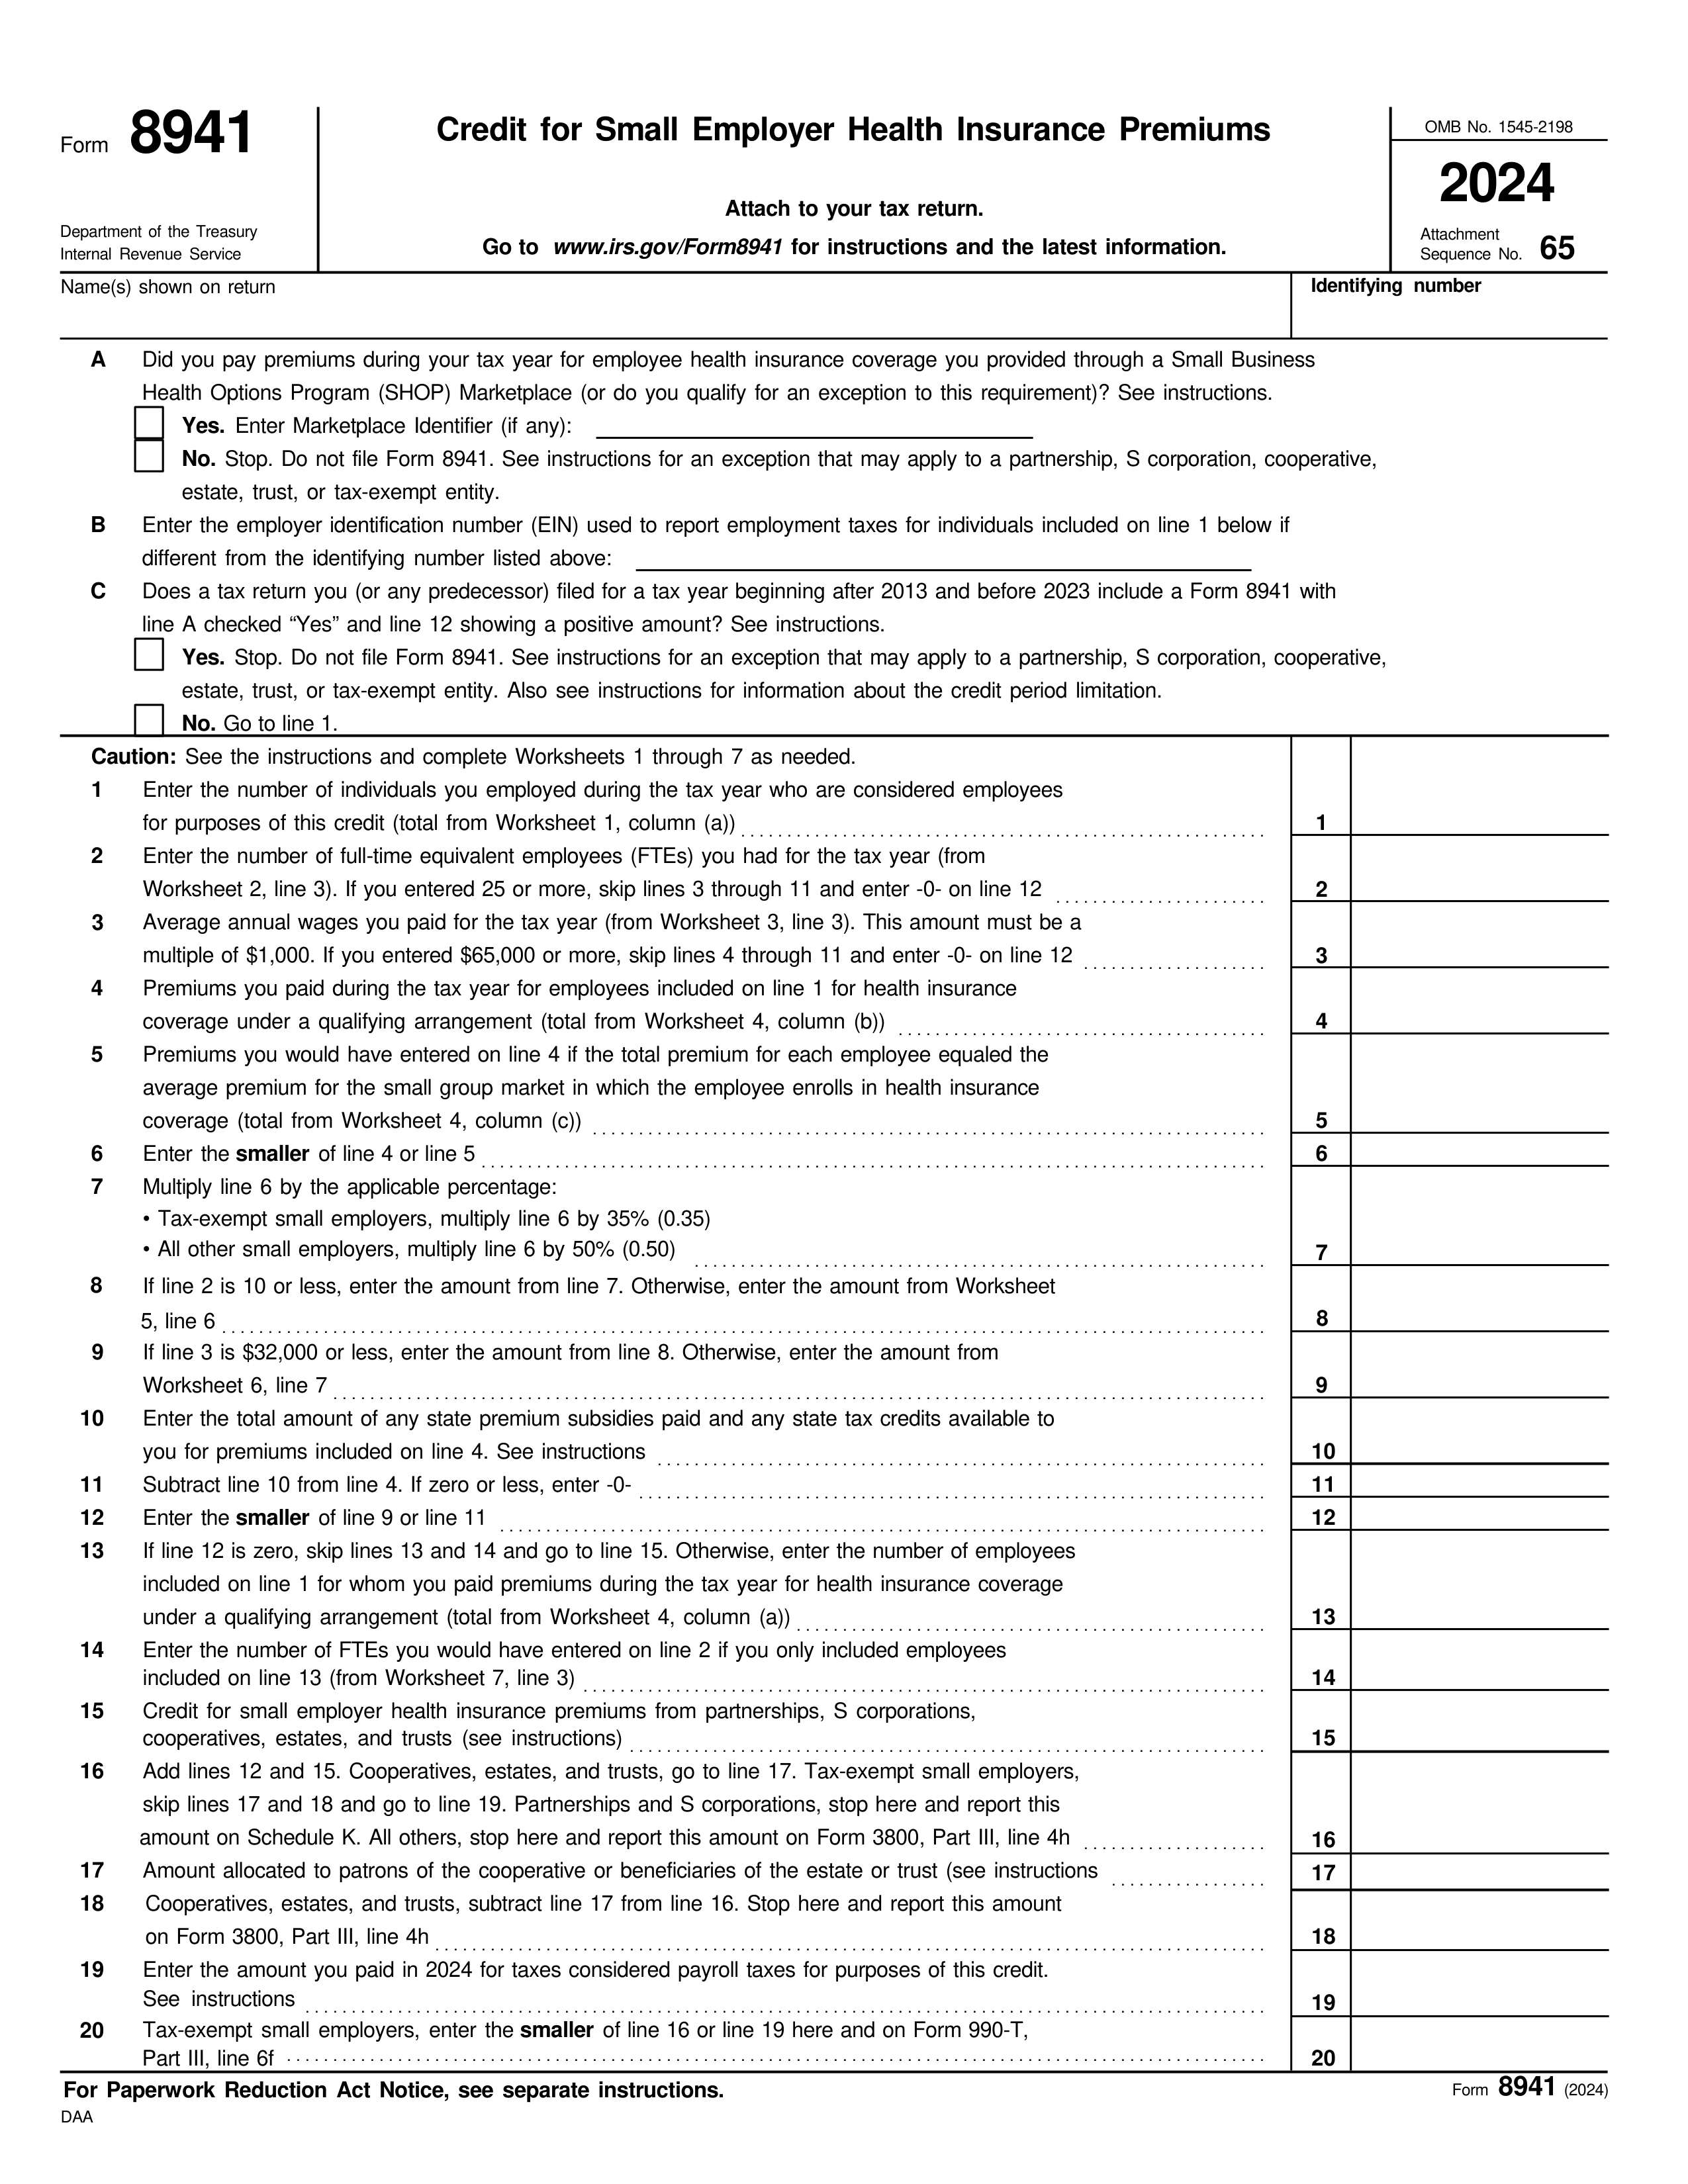 Form 8941
Credit for Small Employer Health Insurance Premiums
OMB No. 1545-2198
2024
Attach to your tax return.
Department of the Treasury
Internal Revenue Service
Go to www.irs.gov/Form8941 for instructions and the latest information.
Attachment
Sequence No. 65
Name(s) shown on return
Identifying number
A Did you pay premiums during your tax year for employee health insurance coverage you provided through a Small Business
Health Options Program (SHOP) Marketplace (or do you qualify for an exception to this requirement)? See instructions.
Yes. Enter Marketplace Identifier (if any):
No. Stop. Do not file Form 8941. See instructions for an exception that may apply to a partnership, S corporation, cooperative,
estate, trust, or tax-exempt entity.
B Enter the employer identification number (EIN) used to report employment taxes for individuals included on line 1 below if
different from the identifying number listed above:
C Does a tax return you (or any predecessor) filed for a tax year beginning after 2013 and before 2023 include a Form 8941 with
line A checked “Yes” and line 12 showing a positive amount? See instructions.
Yes. Stop. Do not file Form 8941. See instructions for an exception that may apply to a partnership, S corporation, cooperative,
estate, trust, or tax-exempt entity. Also see instructions for information about the credit period limitation.
No. Go to line 1.
Caution: See the instructions and complete Worksheets 1 through 7 as needed.
1 Enter the number of individuals you employed during the tax year who are considered employees
for purposes of this credit (total from Worksheet 1, column (a)) 1
2 Enter the number of full-time equivalent employees (FTEs) you had for the tax year (from
Worksheet 2, line 3). If you entered 25 or more, skip lines 3 through 11 and enter -0- on line 12 2
3 Average annual wages you paid for the tax year (from Worksheet 3, line 3). This amount must be a
multiple of $1,000. If you entered $65,000 or more, skip lines 4 through 11 and enter -0- on line 12 3
4 Premiums you paid during the tax year for employees included on line 1 for health insurance
coverage under a qualifying arrangement (total from Worksheet 4, column (b)) 4
5 Premiums you would have entered on line 4 if the total premium for each employee equaled the
average premium for the small group market in which the employee enrolls in health insurance
coverage (total from Worksheet 4, column (c)) 5
6 Enter the smaller of line 4 or line 5 6
7 Multiply line 6 by the applicable percentage:
• Tax-exempt small employers, multiply line 6 by 35% (0.35)
• All other small employers, multiply line 6 by 50% (0.50) 7
8 If line 2 is 10 or less, enter the amount from line 7. Otherwise, enter the amount from Worksheet
5, line 6 8
9 If line 3 is $32,000 or less, enter the amount from line 8. Otherwise, enter the amount from
Worksheet 6, line 7 9
10 Enter the total amount of any state premium subsidies paid and any state tax credits available to
you for premiums included on line 4. See instructions 10
11 Subtract line 10 from line 4. If zero or less, enter -0- 11
12 Enter the smaller of line 9 or line 11 12
13 If line 12 is zero, skip lines 13 and 14 and go to line 15. Otherwise, enter the number of employees
included on line 1 for whom you paid premiums during the tax year for health insurance coverage
under a qualifying arrangement (total from Worksheet 4, column (a)) 13
14 Enter the number of FTEs you would have entered on line 2 if you only included employees
included on line 13 (from Worksheet 7, line 3) 14
15 Credit for small employer health insurance premiums from partnerships, S corporations,
cooperatives, estates, and trusts (see instructions) 15
16 Add lines 12 and 15. Cooperatives, estates, and trusts, go to line 17. Tax-exempt small employers,
skip lines 17 and 18 and go to line 19. Partnerships and S corporations, stop here and report this
amount on Schedule K. All others, stop here and report this amount on Form 3800, Part III, line 4h 16
17 Amount allocated to patrons of the cooperative or beneficiaries of the estate or trust (see instructions 17
18 Cooperatives, estates, and trusts, subtract line 17 from line 16. Stop here and report this amount
on Form 3800, Part III, line 4h 18
19 Enter the amount you paid in 2024 for taxes considered payroll taxes for purposes of this credit.
See instructions 19
20 Tax-exempt small employers, enter the smaller of line 16 or line 19 here and on Form 990-T,
Part III, line 6f 20
For Paperwork Reduction Act Notice, see separate instructions.
Form 8941 (2024)
DAA